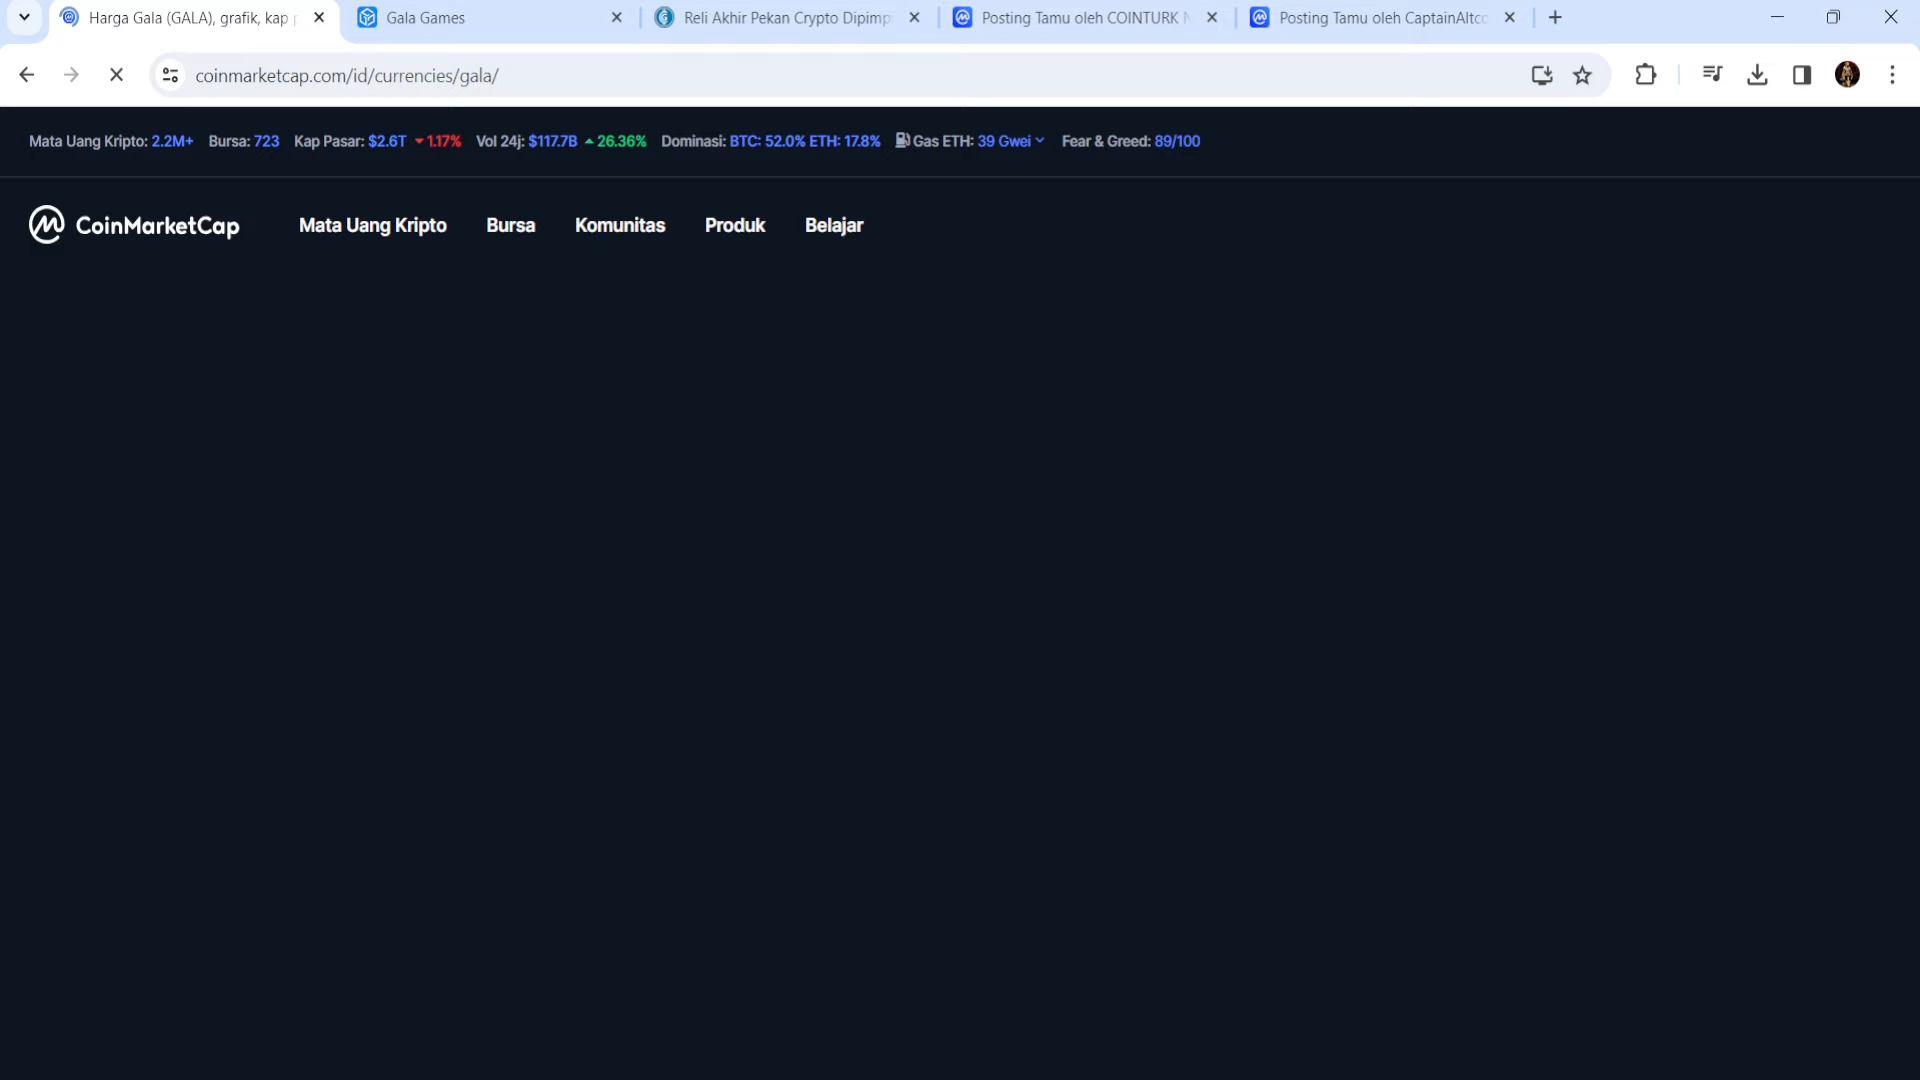 Harga Gala (GALA), grafik, kap
Gala Games
Reli Akhir Pekan Crypto Dipimp
Posting Tamu oleh COINTURK
Posting Tamu oleh CaptainAltco
coinmarketcap.com/id/currencies/gala/
Mata Uang Kripto: 2.2M+ Bursa: 723 Kap Pasar: $2.6T 1.17% Vol 24j: $117.7B 26.36% Dominasi: BTC: 52.0% ETH: 17.8% Gas ETH: 39 Gwei Fear & Greed: 89/100
CoinMarketCap Mata Uang Kripto Bursa Komunitas Produk Belajar